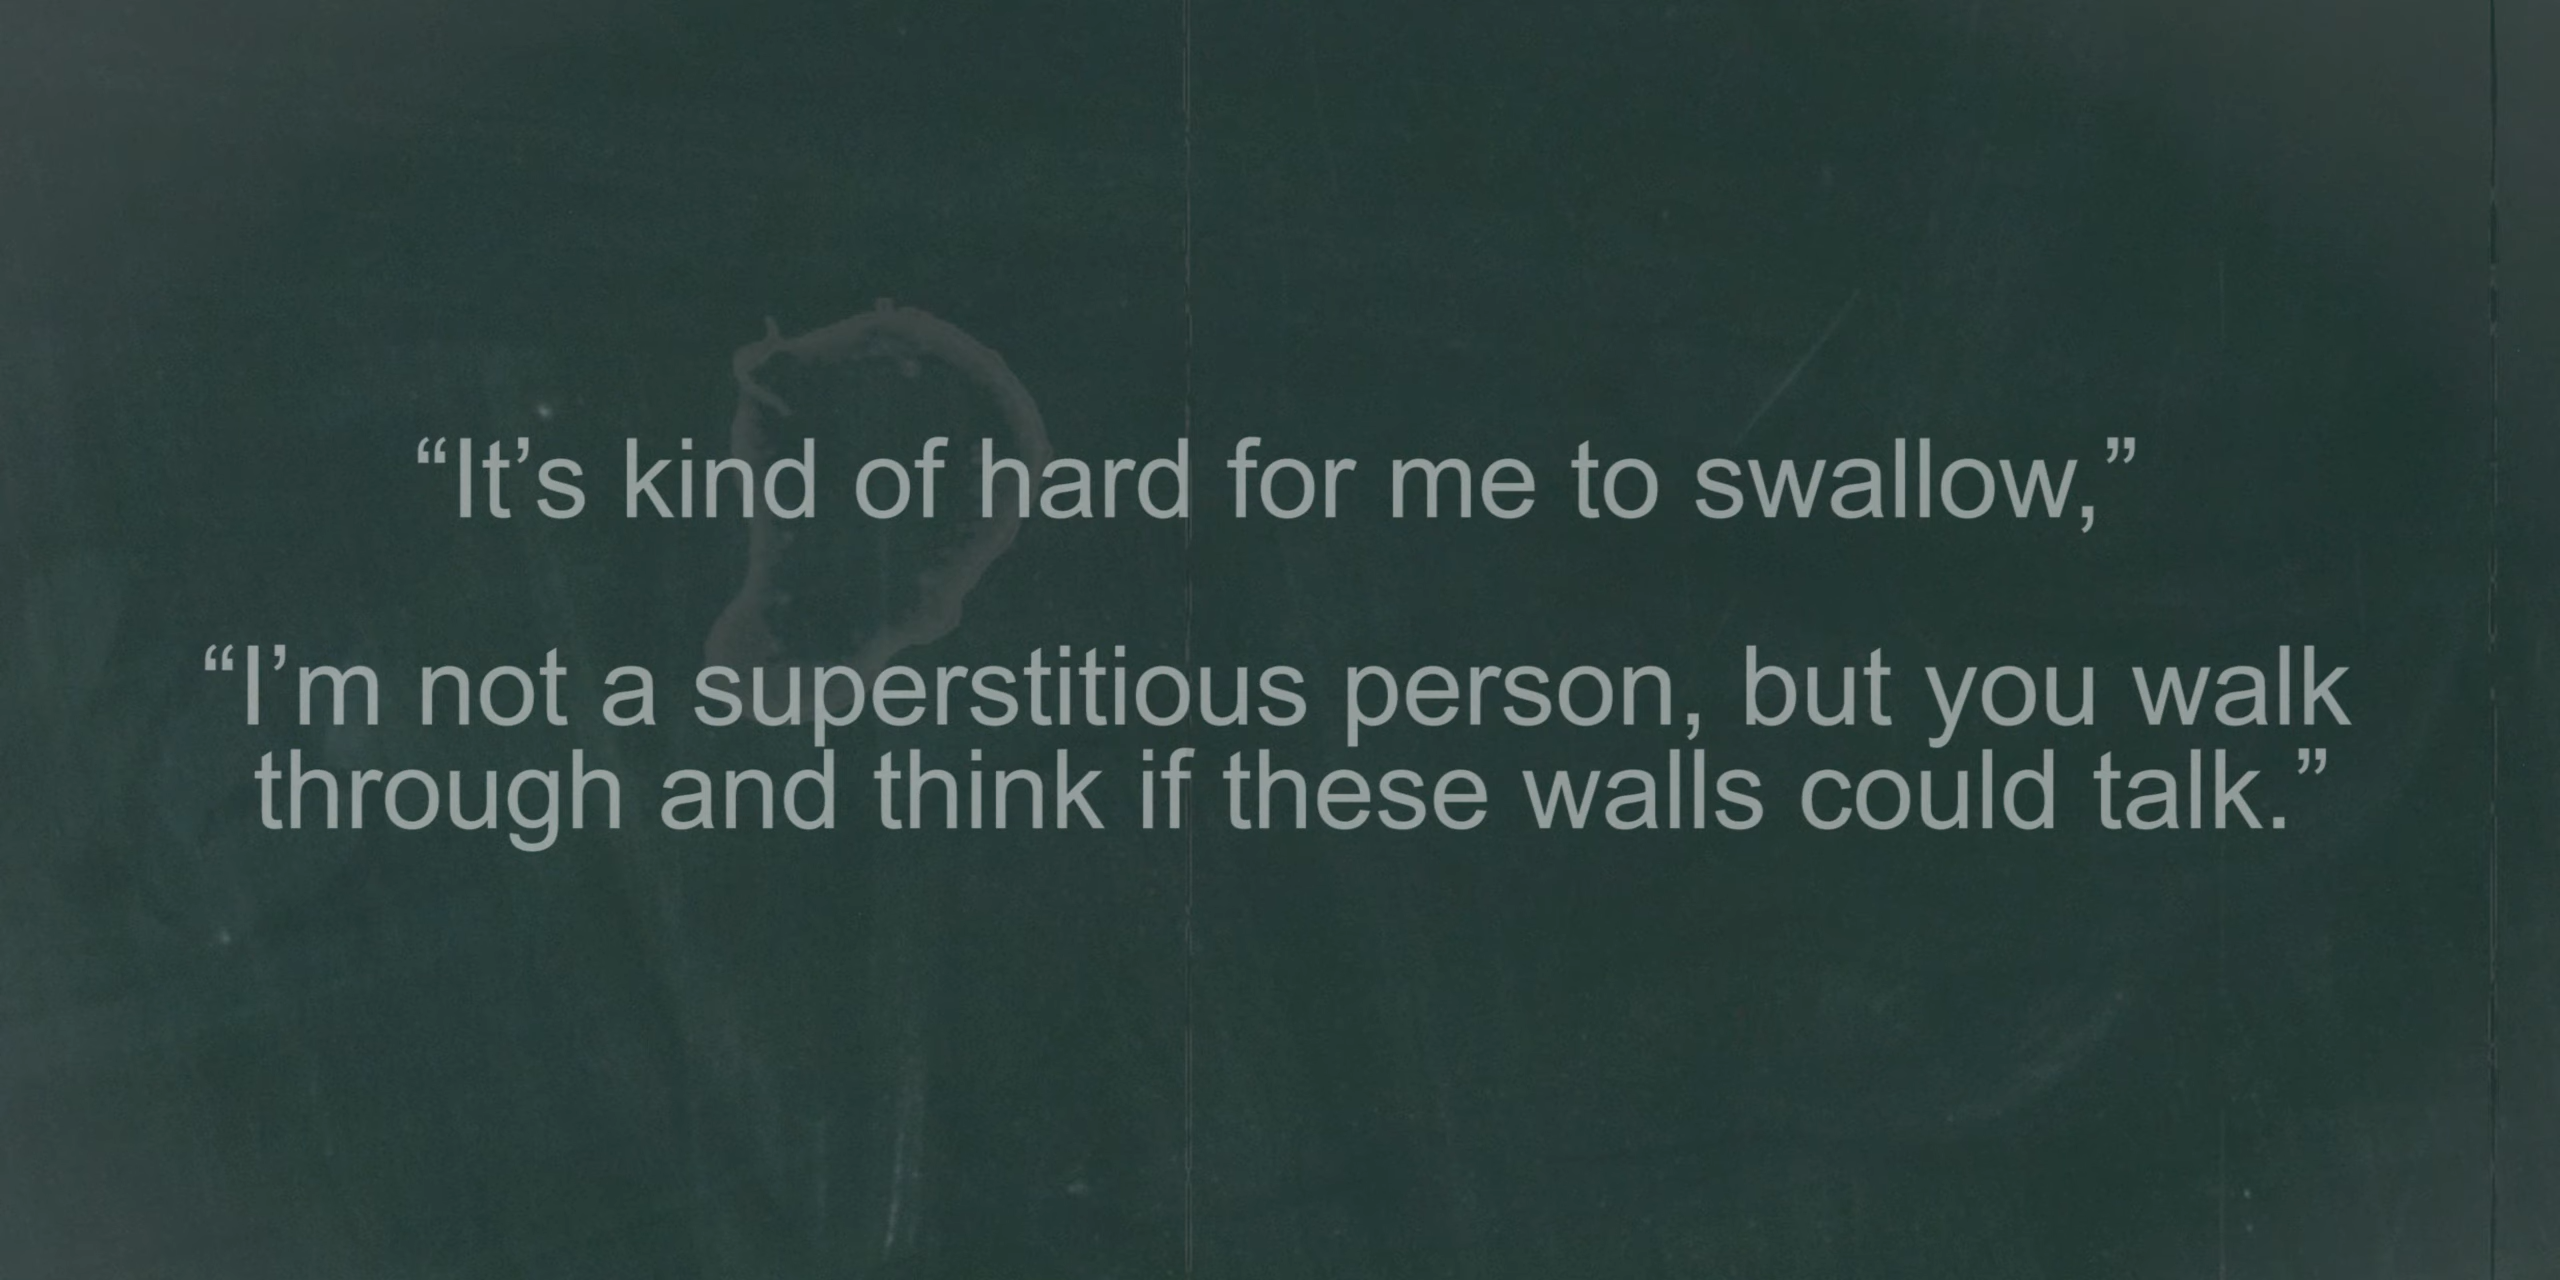 “It’s kind of hard for me to swallow,”
“I’m not a superstitious person, but you walk
through and think if these walls could talk.”